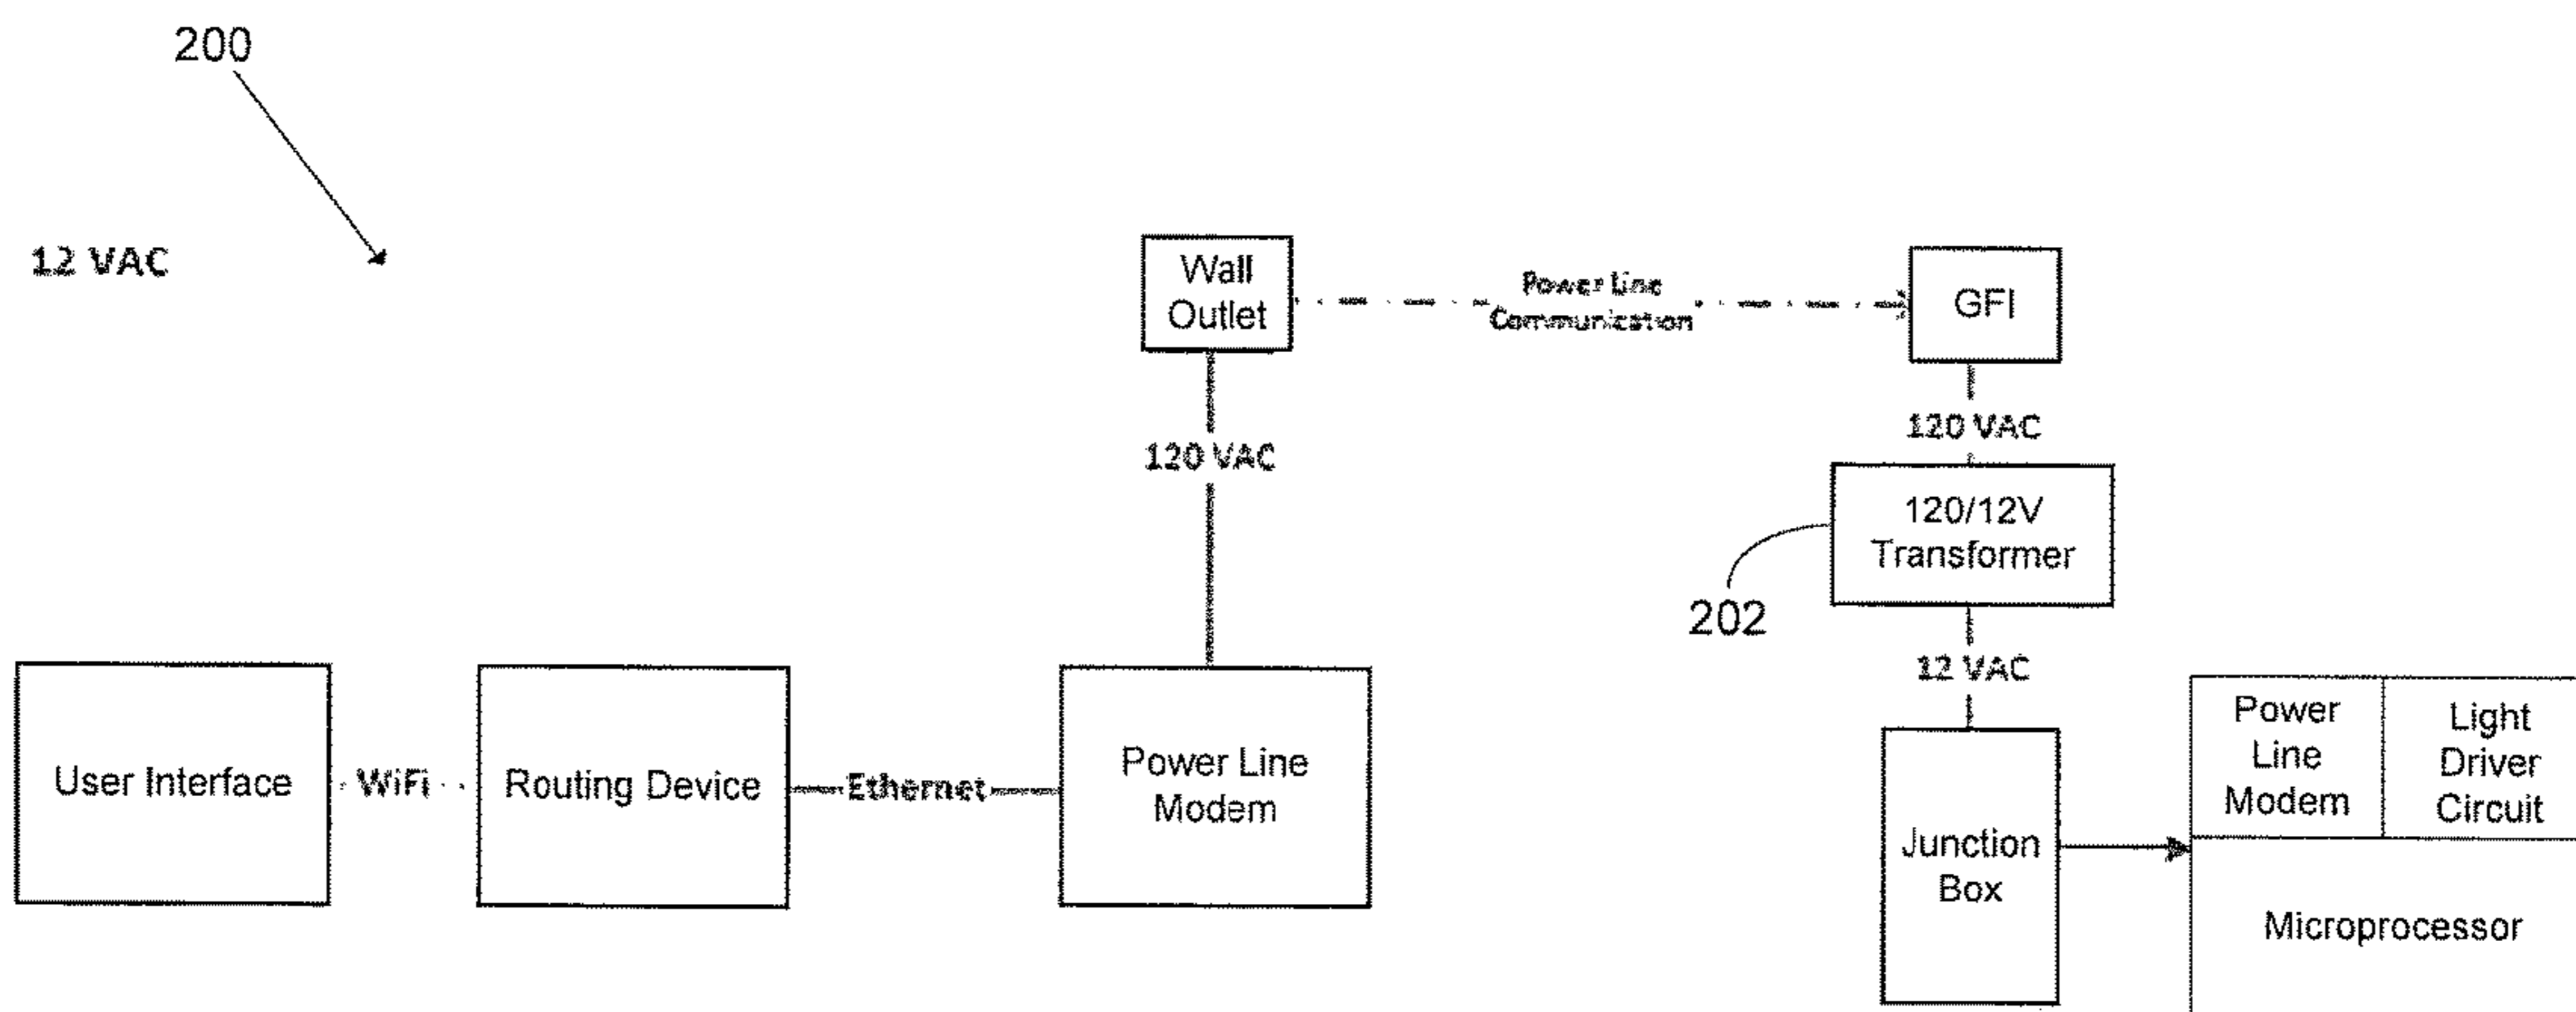 200
12 VAC
Wall
Outlet
Power Line
Communication
GFI
120 VAC
120 VAC
120/12V
Transformer
202
12 VAC
User Interface
WiFi
Routing Device
Ethernet
Power Line
Modem
Junction
Box
Power
Line
Modem
Light
Driver
Circuit
Microprocessor